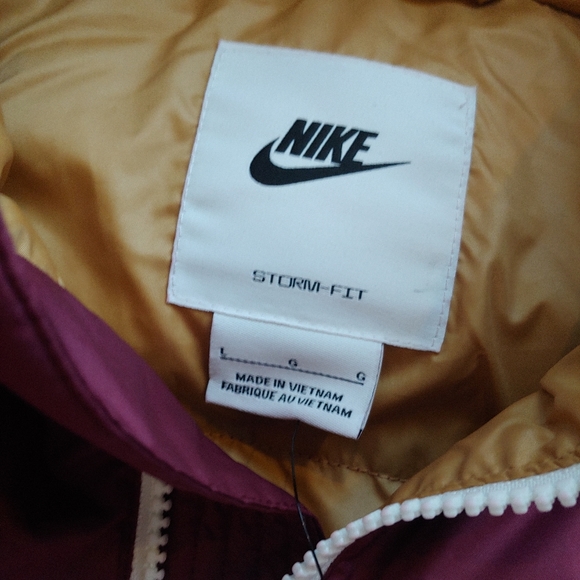 NIKE
STORM-FIT
L G G
MADE IN VIETNAM
FABRIQUE AU VIETNAM